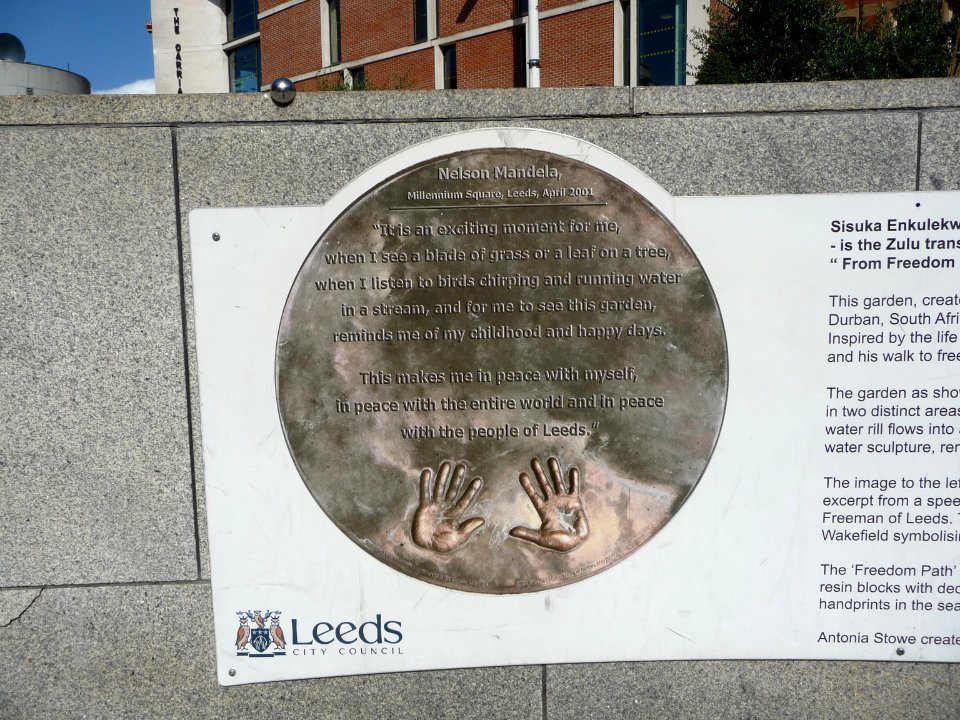 THE CARRI
Nelson Mandela,
Millennium Square, Leeds, April 2001
"It is an exciting moment for me,
when I see a blade of grass or a leaf on a tree,
when I listen to birds chirping and running water
in a stream, and for me to see this garden,
reminds me of my childhood and happy days.
This makes me in peace with myself,
in peace with the entire world and in peace
with the people of Leeds."
Leeds
CITY COUNCIL
Sisuka Enkulekw
- is the Zulu trans
" From Freedom
This garden, create
Durban, South Afri
Inspired by the life
and his walk to free
The garden as show
in two distinct areas
water rill flows into
water sculpture, rem
The image to the lef
excerpt from a spee
Freeman of Leeds. T
Wakefield symbolisin
The 'Freedom Path'
resin blocks with dec
handprints in the sea
Antonia Stowe create